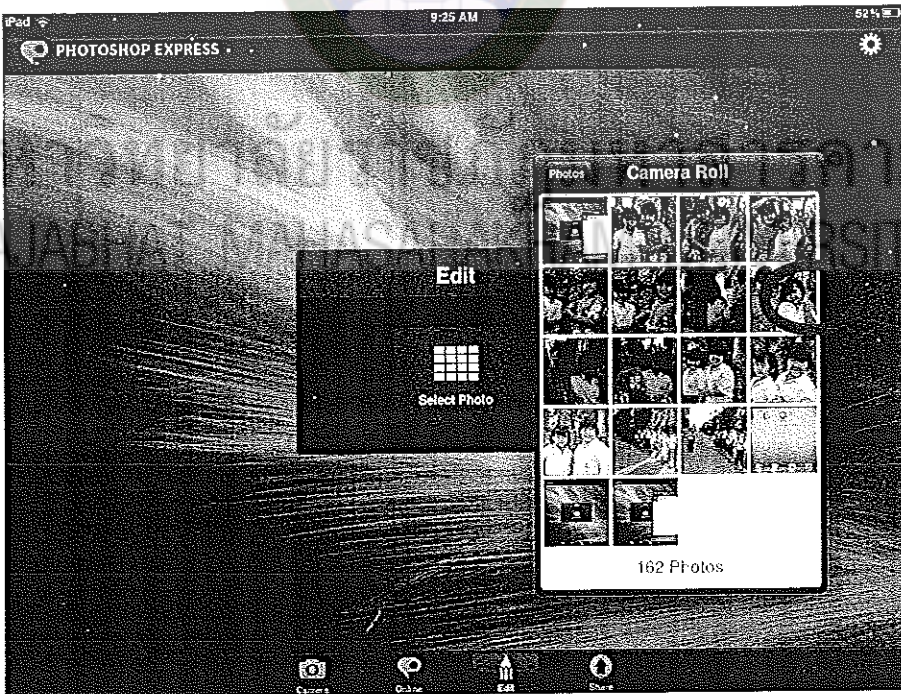 iPad 9:25 AM 52%
PHOTOSHOP EXPRESS
Photos Camera Roll
Edit
Select Photo
162 Photos
Camera Online Edit Share